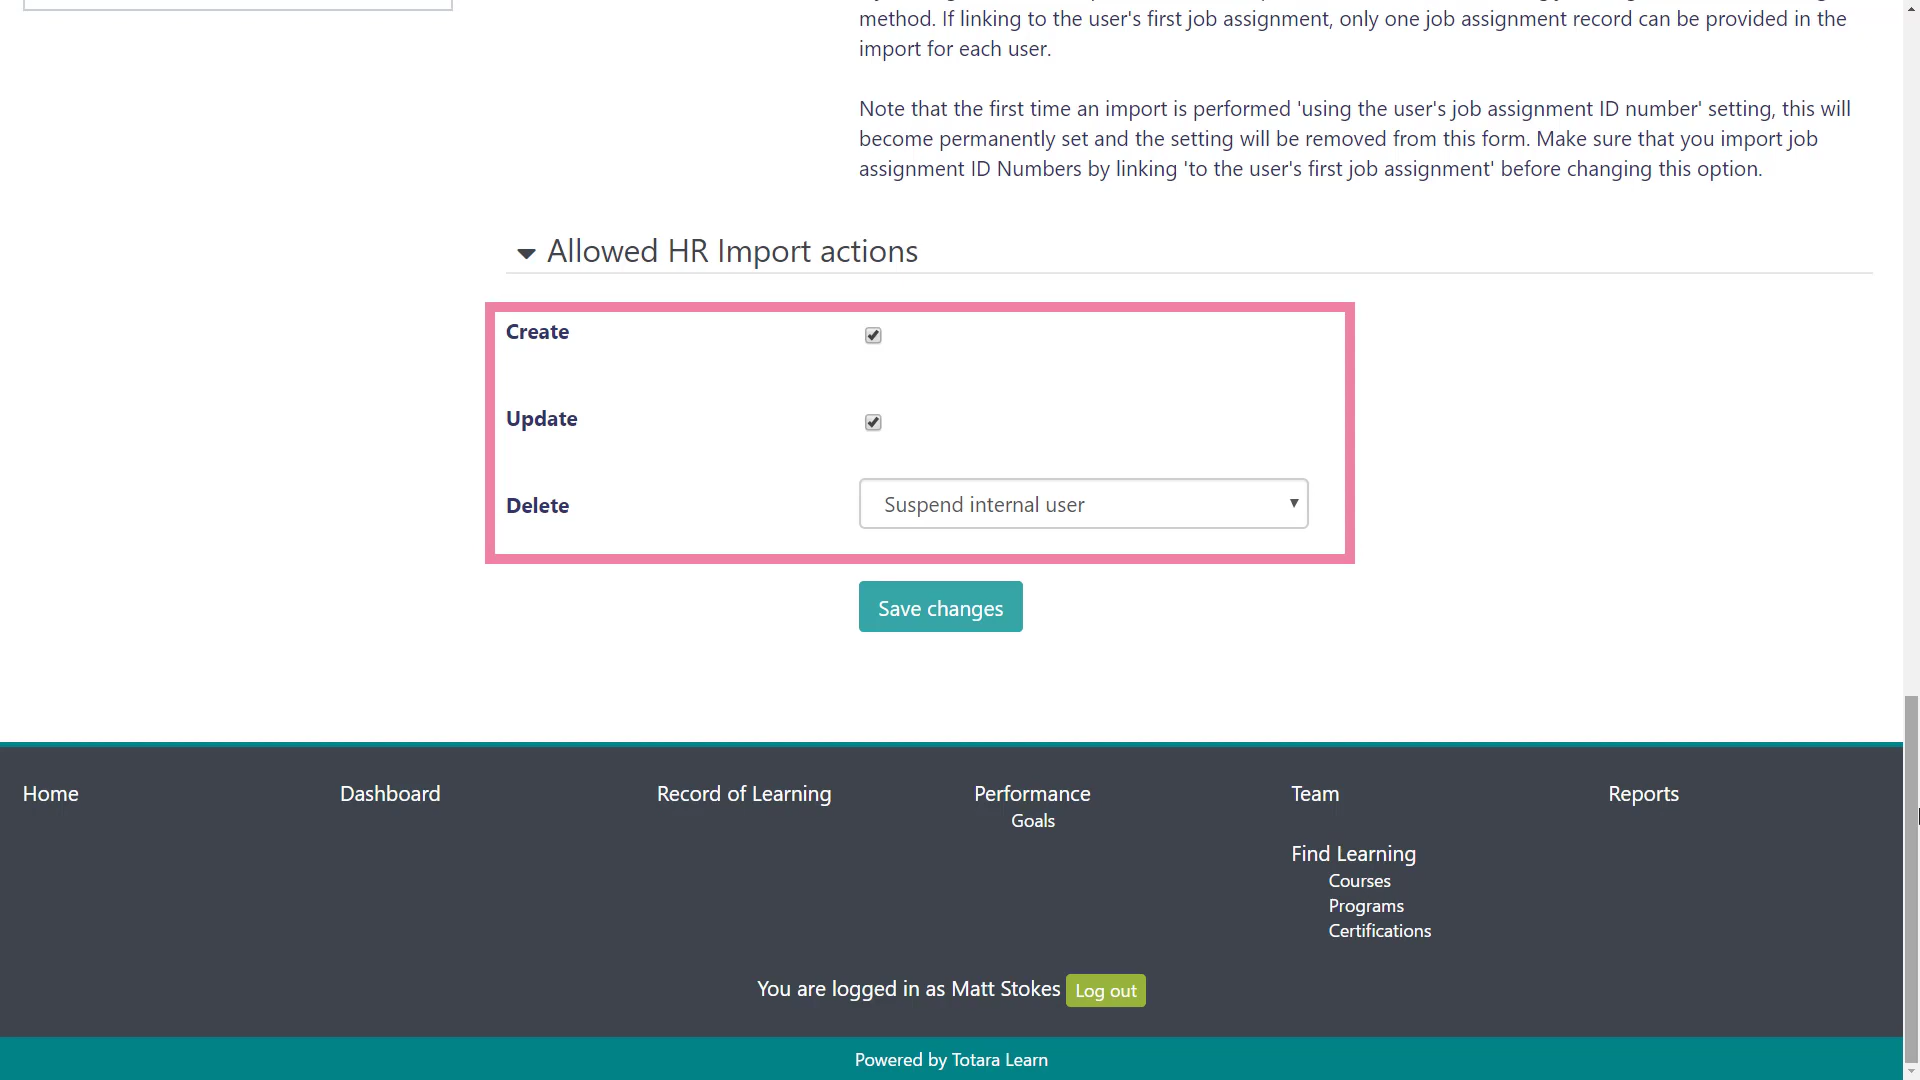 method. If linking to the user's first job assignment, only one job assignment record can be provided in the
import for each user.
Note that the first time an import is performed 'using the user's job assignment ID number' setting, this will
become permanently set and the setting will be removed from this form. Make sure that you import job
assignment ID Numbers by linking 'to the user's first job assignment' before changing this option.
Allowed HR Import actions
Create
Update
Delete
Suspend internal user
Save changes
Home
Dashboard
Record of Learning
Performance
Goals
Team
Find Learning
Courses
Programs
Certifications
Reports
You are logged in as Matt Stokes Log out
Powered by Totara Learn